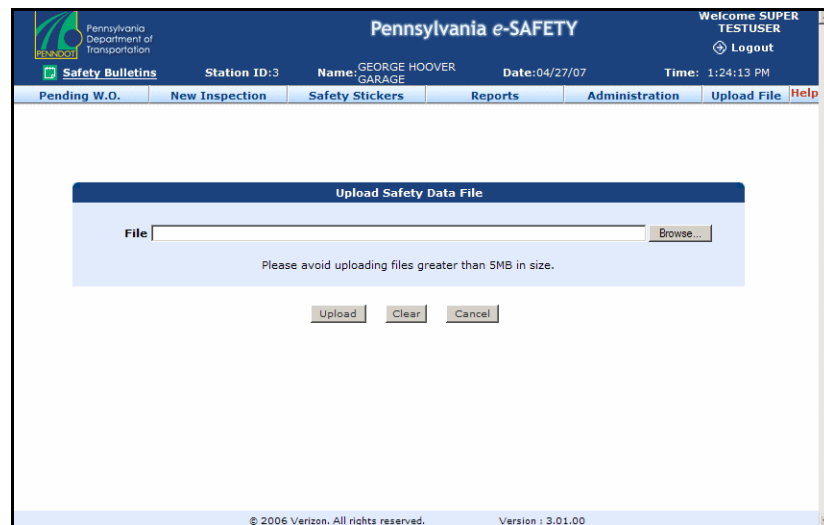 Pennsylvania
Department of
Transportation
PENNDOT
Pennsylvania e-SAFETY
Welcome SUPER
TESTUSER
Logout
Safety Bulletins Station ID:3 Name: GEORGE HOOVER
GARAGE Date:04/27/07 Time: 1:24:13 PM
Pending W.O. New Inspection Safety Stickers Reports Administration Upload File Help
Upload Safety Data File
File Browse...
Please avoid uploading files greater than 5MB in size.
Upload Clear Cancel
© 2006 Verizon. All rights reserved. Version : 3.01.00